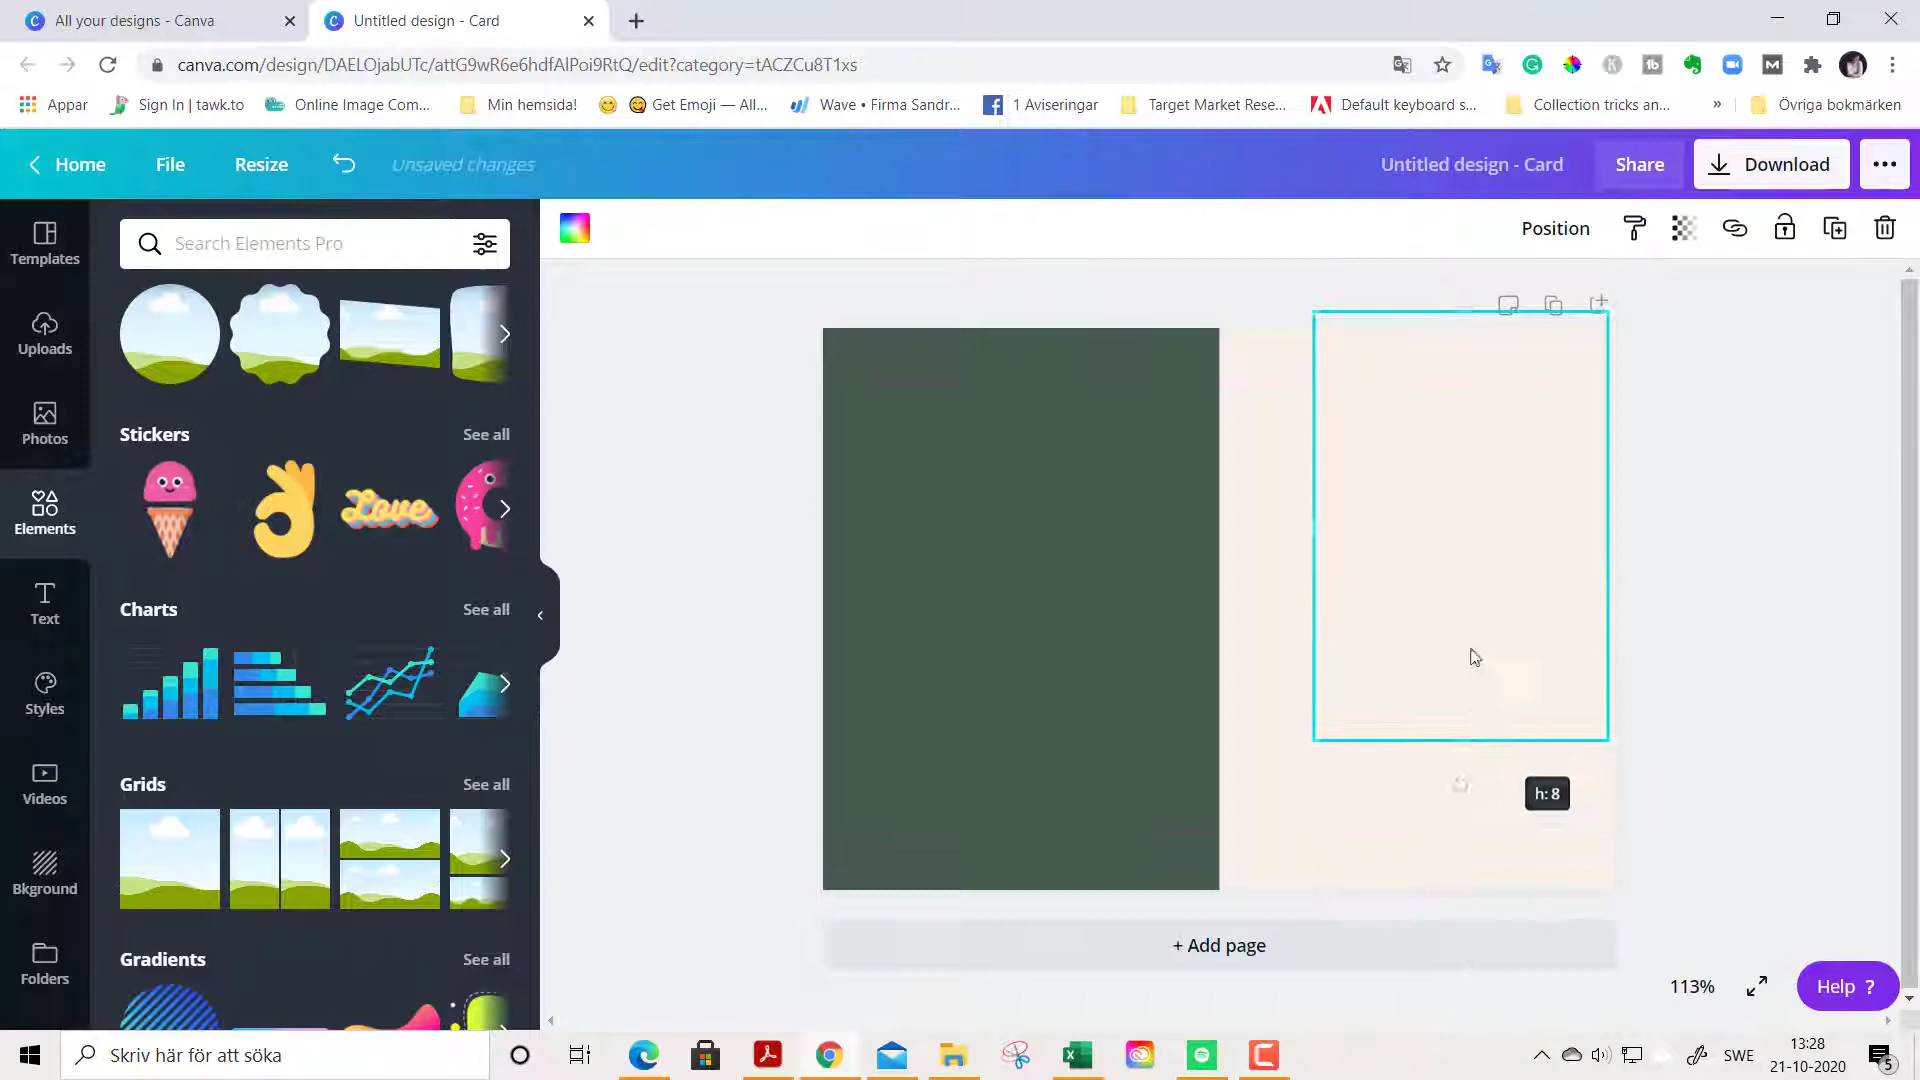 All your designs - Canva
Untitled design - Card
canva.com/design/DAELOjabUTc/attG9wR6e6hdfAlPoi9RtQ/edit?category=tACZCu8T1xs
Appar
Sign In | tawk.to
Online Image Com...
Min hemsida!
Get Emoji — All...
Wave • Firma Sandr...
1 Aviseringar
Target Market Rese...
Default keyboard s...
Collection tricks an...
»
Övriga bokmärken
Home
File
Resize
Unsaved changes
Untitled design - Card
Share
Download
Search Elements Pro
Position
Templates
Uploads
Photos
Elements
Text
Styles
Videos
Bkground
Folders
Stickers
See all
Love
Charts
See all
Grids
See all
Gradients
See all
h: 8
+ Add page
113%
Help ?
Skriv här för att söka
SWE
13:28
21-10-2020
5